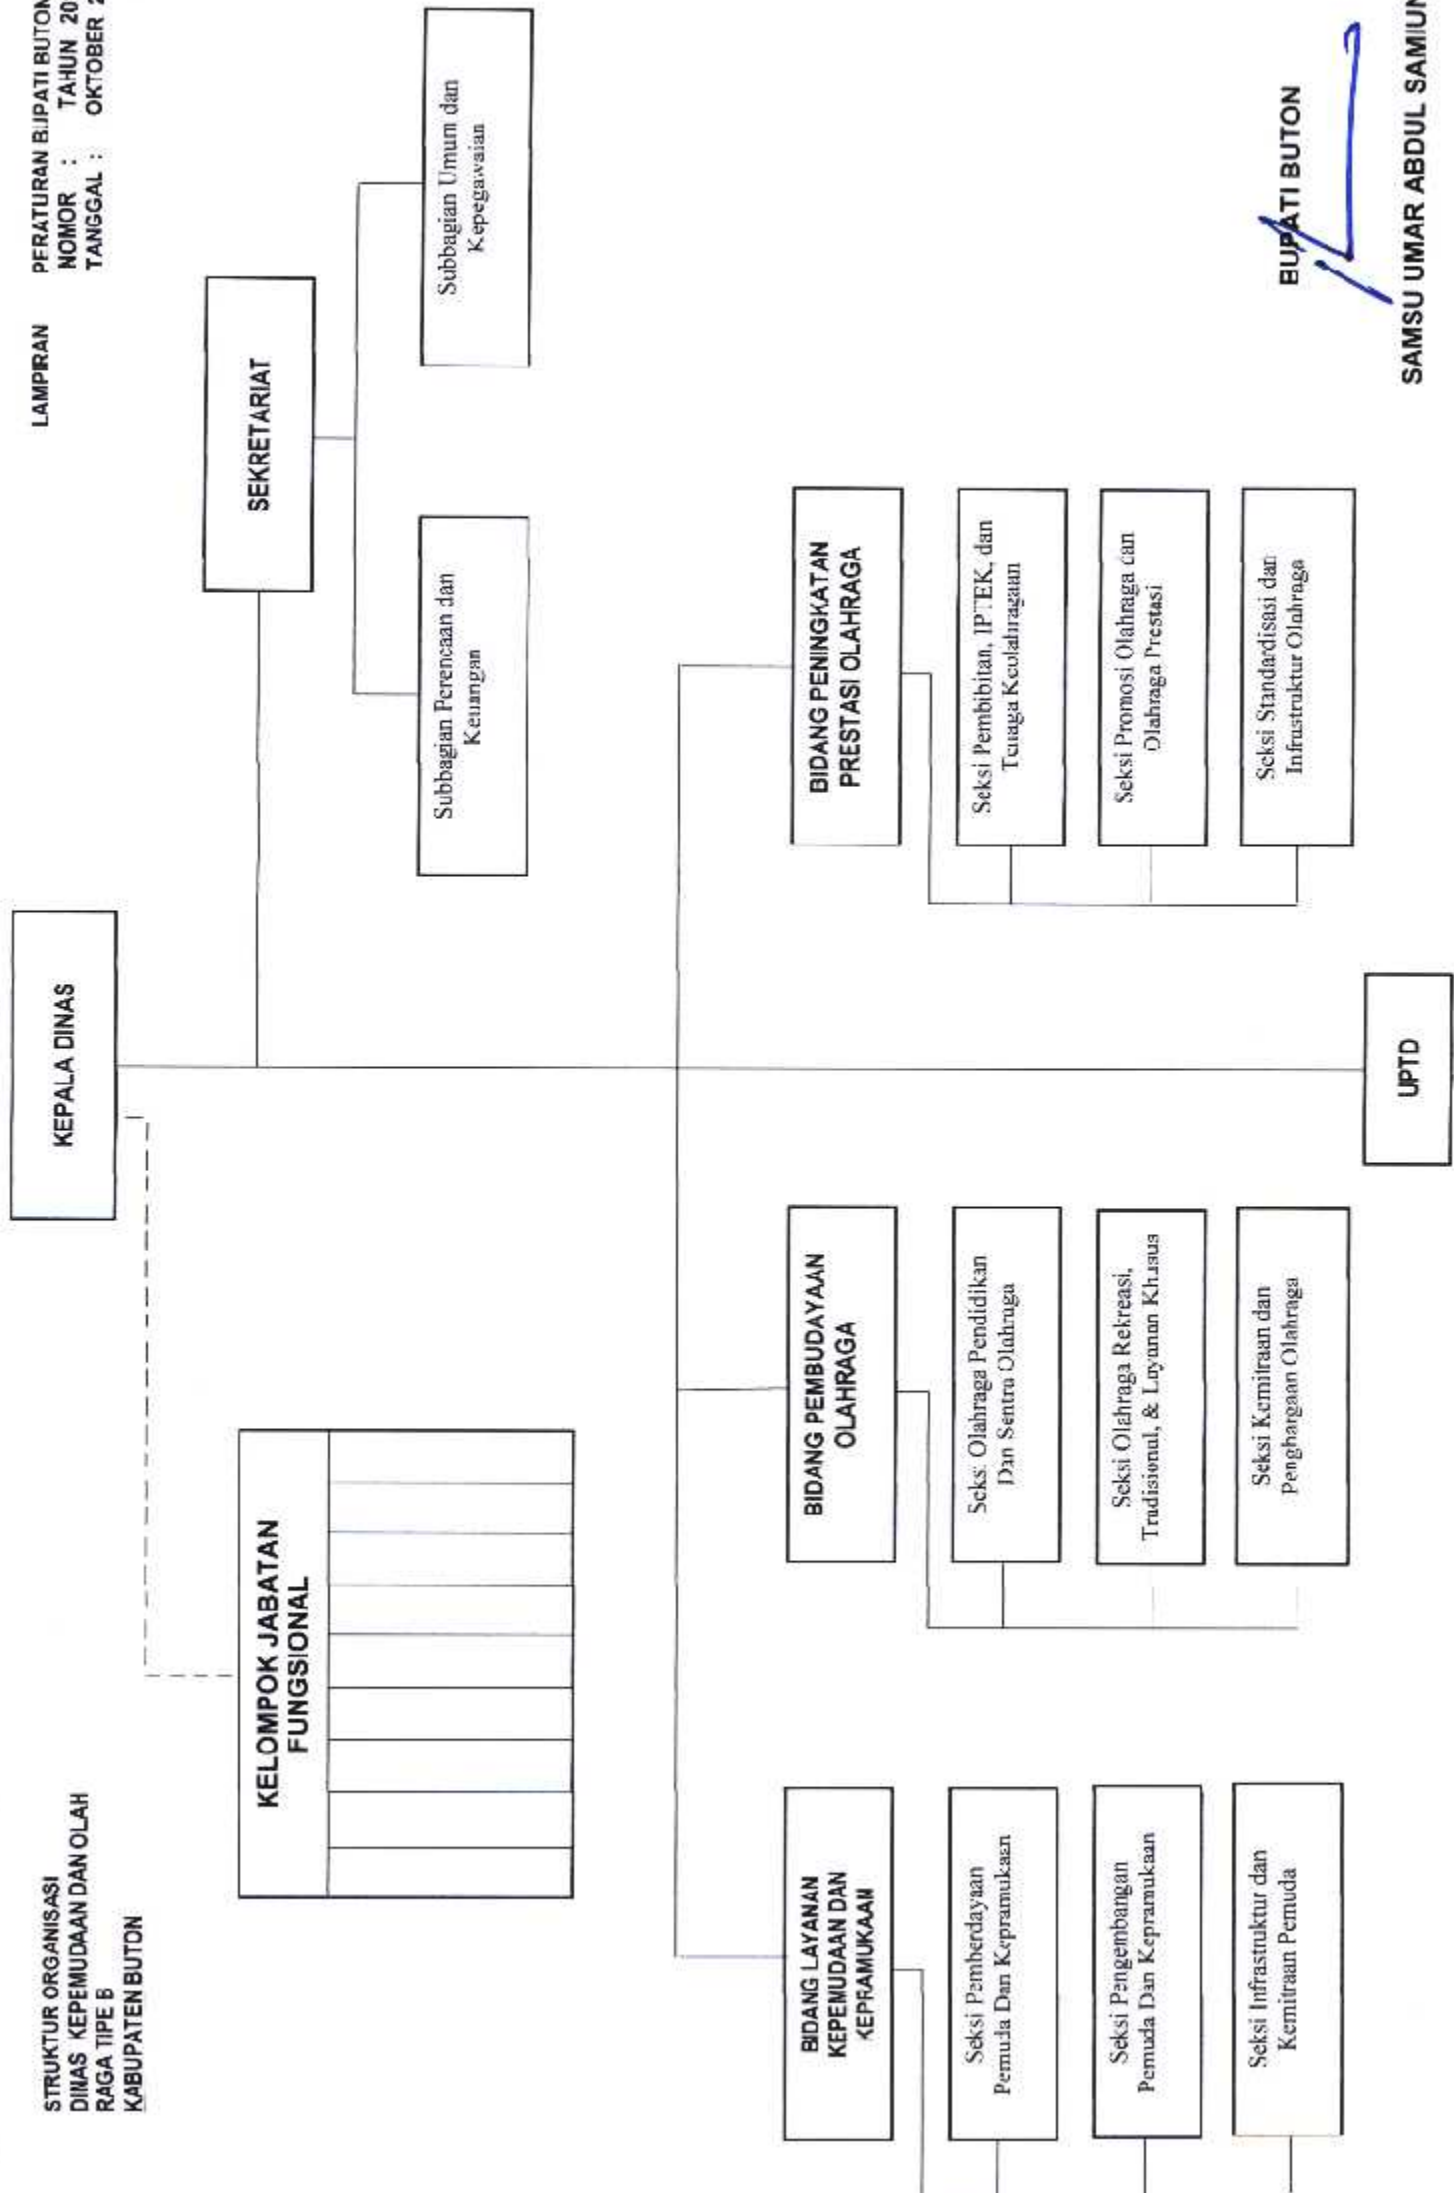 STRUKTUR ORGANISASI
DINAS KEPEMUDAAN DAN OLAH
RAGA TIPE B
KABUPATEN BUTON
LAMPIRAN PERATURAN BUPATI BUTON
NOMOR : TAHUN 20
TANGGAL : OKTOBER 2
KEPALA DINAS
KELOMPOK JABATAN
FUNGSIONAL
SEKRETARIAT
Subbagian Perencaan dan
Keuangan
Subbagian Umum dan
Kepegawaian
BIDANG LAYANAN
KEPEMUDAAN DAN
KEPRAMUKAAN
Seksi Pemberdayaan
Pemuda Dan Kepramukaan
Seksi Pengembangan
Pemuda Dan Kepramukaan
Seksi Infrastruktur dan
Kemitraan Pemuda
BIDANG PEMBUDAYAAN
OLAHRAGA
Seksi Olahraga Pendidikan
Dan Sentra Olahraga
Seksi Olahraga Rekreasi,
Tradisional, & Layanan Khusus
Seksi Kemitraan dan
Penghargaan Olahraga
BIDANG PENINGKATAN
PRESTASI OLAHRAGA
Seksi Pembibitan, IPTEK, dan
Tenaga Keolahragaan
Seksi Promosi Olahraga dan
Olahraga Prestasi
Seksi Standardisasi dan
Infrastruktur Olahraga
UPTD
BUPATI BUTON
SAMSU UMAR ABDUL SAMIUN